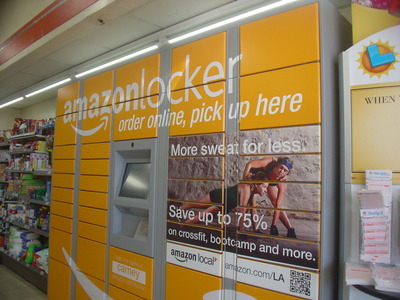 amazonlocker
order online, pick up here
More sweat for less
Save up to 75%
on crossfit, bootcamp and more.
amazon local
amazon.com/LA
carney
WHEN